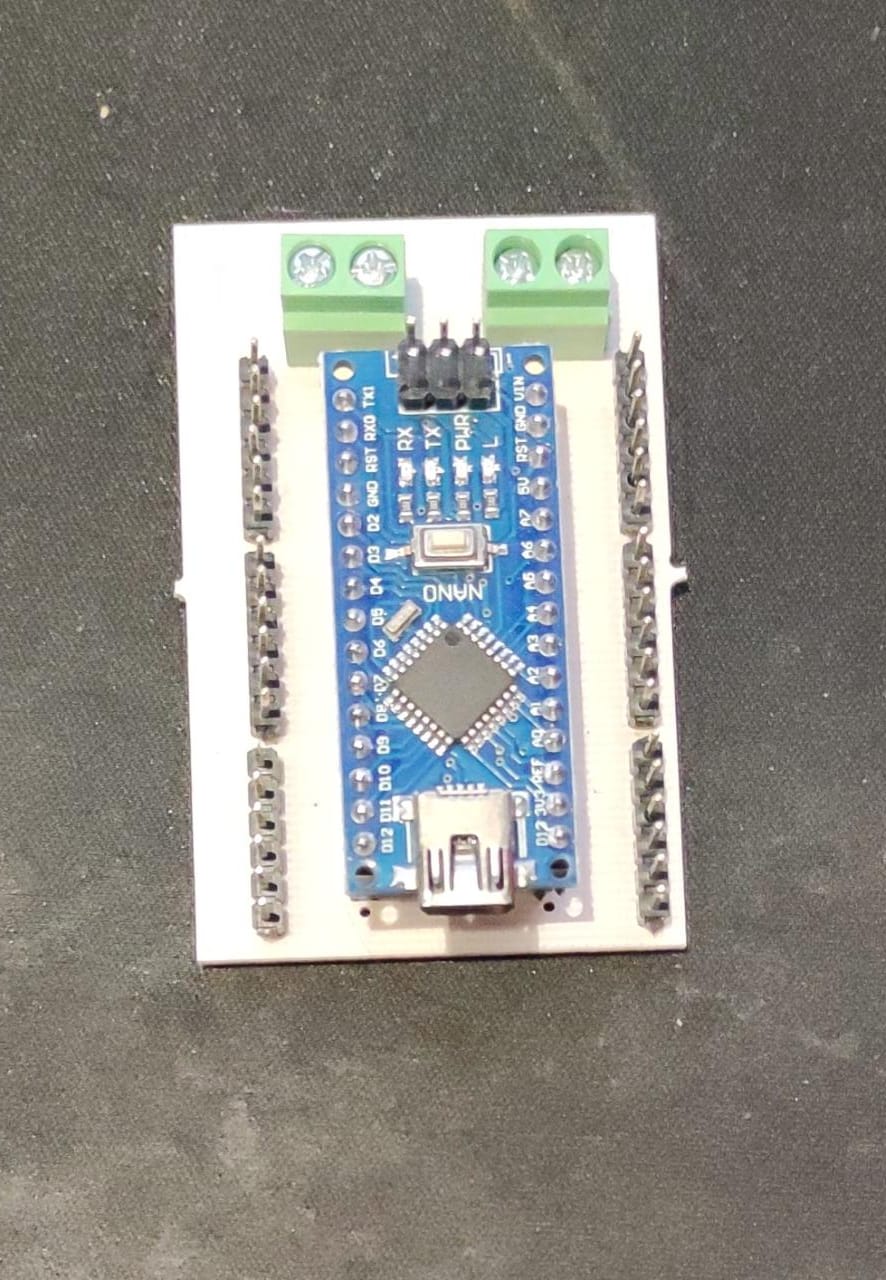 TX1
RX0
RST
GND
D2
D3
D4
D5
D6
D7
D8
D9
D10
D11
D12
RX
TX
PWR
L
NANO
VIN
GND
RST
5V
A7
A6
A5
A4
A3
A2
A1
A0
REF
3V3
D13